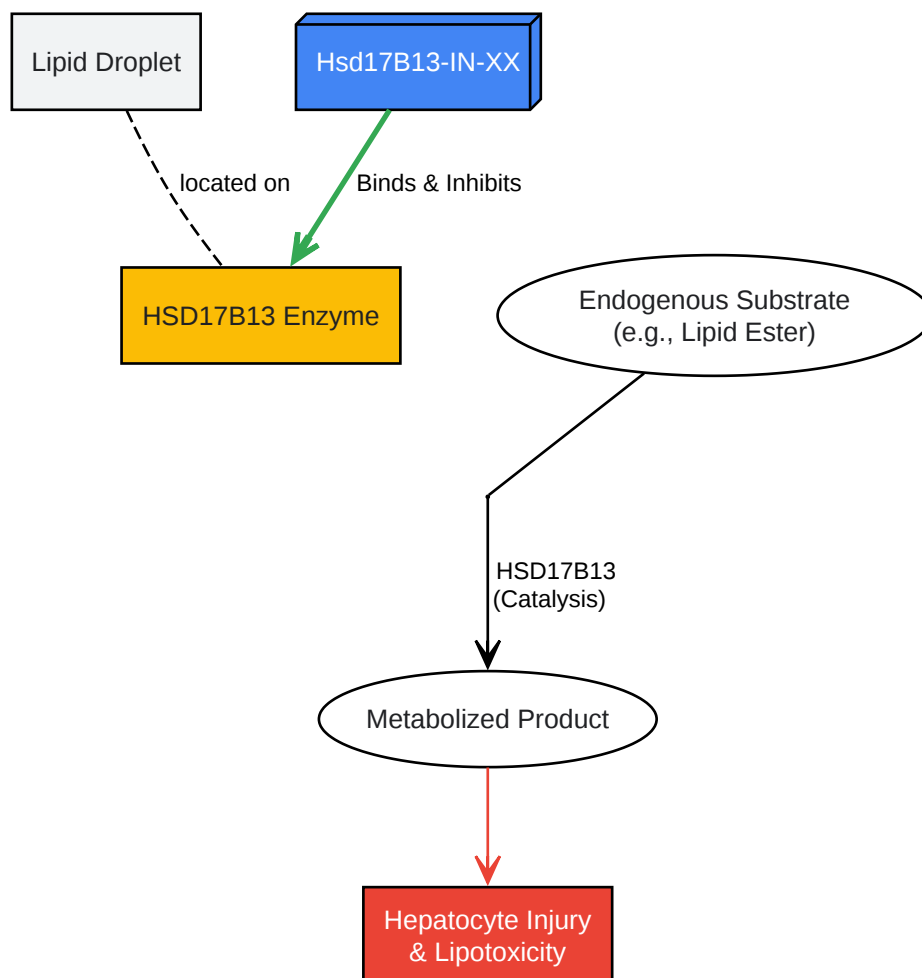 Lipid Droplet
Hsd17B13-IN-XX
located on
Binds & Inhibits
HSD17B13 Enzyme
Endogenous Substrate
(e.g., Lipid Ester)
HSD17B13
(Catalysis)
Metabolized Product
Hepatocyte Injury
& Lipotoxicity